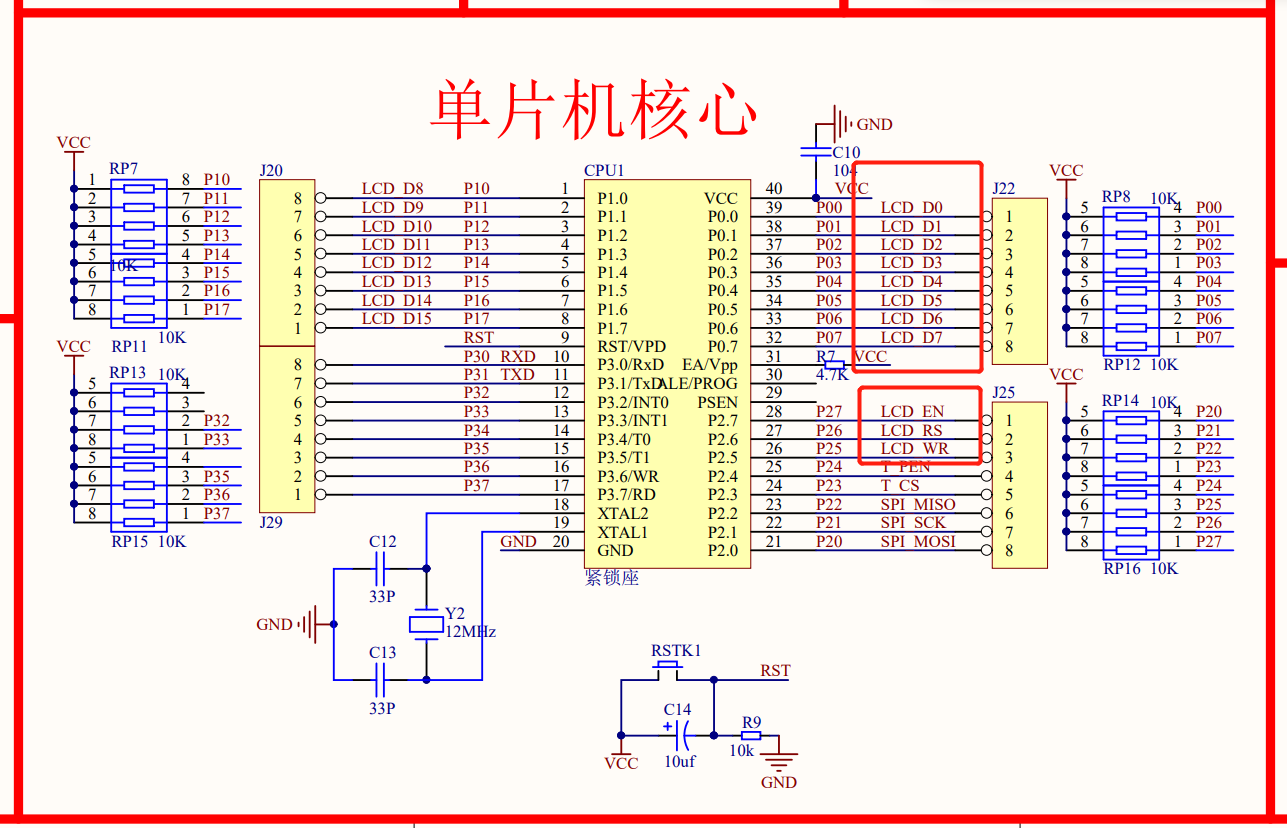 单片机核心
GND
C10
104
VCC
RP7
1 8 P10
2 7 P11
3 6 P12
4 5 P13
5 4 P14
10K
6 3 P15
7 2 P16
8 1 P17
10K
RP11
J20
8 LCD D8 P10 1
7 LCD D9 P11 2
6 LCD D10 P12 3
5 LCD D11 P13 4
4 LCD D12 P14 5
3 LCD D13 P15 6
2 LCD D14 P16 7
1 LCD D15 P17 8
RST 9
8 P30 RXD 10
7 P31 TXD 11
6 P32 12
5 P33 13
4 P34 14
3 P35 15
2 P36 16
1 P37 17
18
19
GND 20
J29
CPU1
P1.0 VCC
P1.1 P0.0
P1.2 P0.1
P1.3 P0.2
P1.4 P0.3
P1.5 P0.4
P1.6 P0.5
P1.7 P0.6
RST/VPD P0.7
P3.0/RxD EA/Vpp
P3.1/TxD ALE/PROG
P3.2/INT0 PSEN
P3.3/INT1 P2.7
P3.4/T0 P2.6
P3.5/T1 P2.5
P3.6/WR P2.4
P3.7/RD P2.3
XTAL2 P2.2
XTAL1 P2.1
GND P2.0
紧锁座
40 VCC
J22
39 P00 LCD D0 1
38 P01 LCD D1 2
37 P02 LCD D2 3
36 P03 LCD D3 4
35 P04 LCD D4 5
34 P05 LCD D5 6
33 P06 LCD D6 7
32 P07 LCD D7 8
31 R7 VCC
30 4.7K
29
J25
28 P27 LCD EN 1
27 P26 LCD RS 2
26 P25 LCD WR 3
25 P24 T PEN 4
24 P23 T CS 5
23 P22 SPI MISO 6
22 P21 SPI SCK 7
21 P20 SPI MOSI 8
VCC
RP8 10K
5 4 P00
6 3 P01
7 2 P02
8 1 P03
5 4 P04
6 3 P05
7 2 P06
8 1 P07
RP12 10K
VCC
RP14 10K
5 4 P20
6 3 P21
7 2 P22
8 1 P23
5 4 P24
6 3 P25
7 2 P26
8 1 P27
RP16 10K
VCC
RP13 10K
5 4
6 3
7 2 P32
8 1 P33
5 4
6 3 P35
7 2 P36
8 1 P37
RP15 10K
C12
33P
GND
Y2
12MHz
C13
33P
RSTK1
RST
C14
+
10uf
R9
10k
VCC
GND